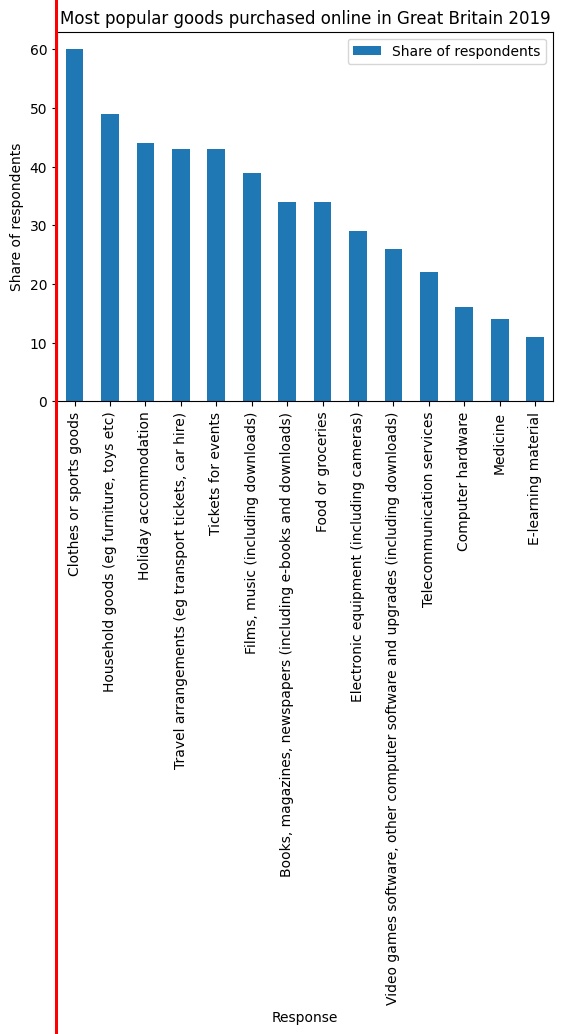 Most popular goods purchased online in Great Britain 2019
Share of respondents
Share of respondents
60
50
40
30
20
10
0
Clothes or sports goods
Household goods (eg furniture, toys etc)
Holiday accommodation
Travel arrangements (eg transport tickets, car hire)
Tickets for events
Films, music (including downloads)
Books, magazines, newspapers (including e-books and downloads)
Food or groceries
Electronic equipment (including cameras)
Video games software, other computer software and upgrades (including downloads)
Telecommunication services
Computer hardware
Medicine
E-learning material
Response